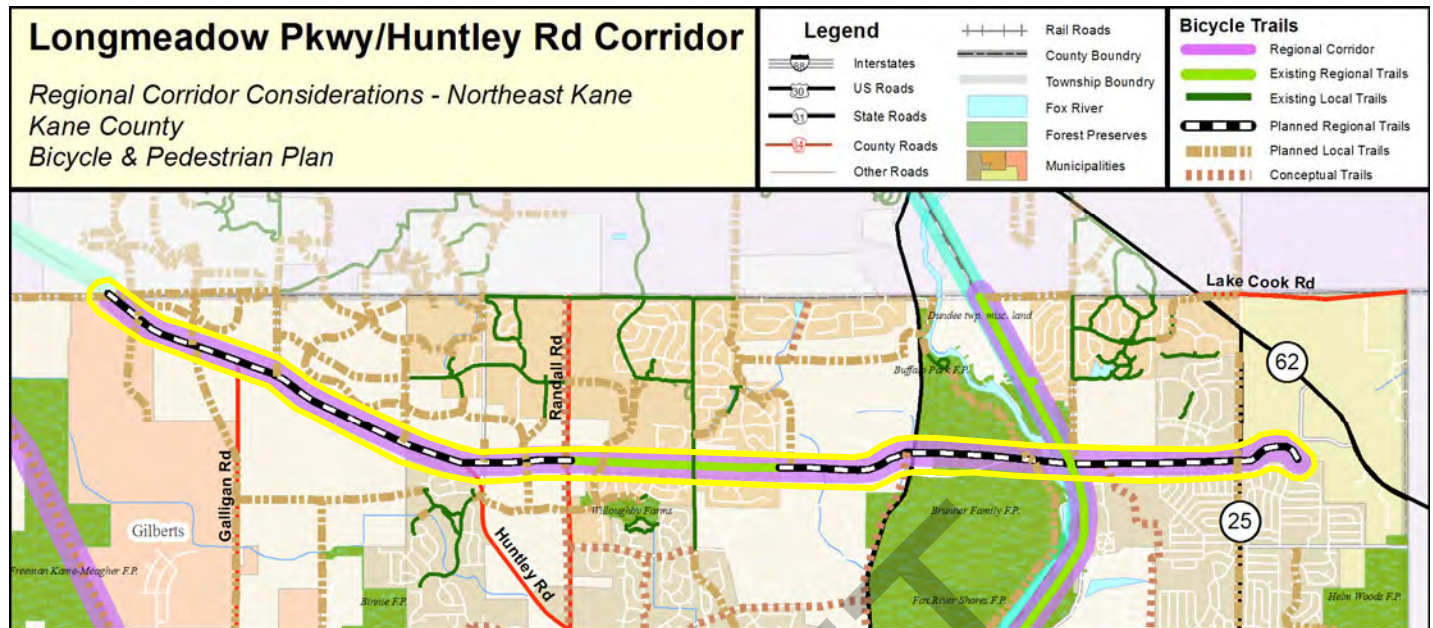 Longmeadow Pkwy/Huntley Rd Corridor
Regional Corridor Considerations - Northeast Kane
Kane County
Bicycle & Pedestrian Plan
Legend
88
Interstates
30
US Roads
31
State Roads
64
County Roads
Other Roads
Rail Roads
County Boundry
Township Boundry
Fox River
Forest Preserves
Municipalities
Bicycle Trails
Regional Corridor
Existing Regional Trails
Existing Local Trails
Planned Regional Trails
Planned Local Trails
Conceptual Trails
Lake Cook Rd
Dundee twp. misc. land
62
Buffalo Park F.P.
Randall Rd
Galligan Rd
Gilberts
Willoughby Farms
Brunner Family F.P.
25
Huntley Rd
Freeman Kame-Meagher F.P.
Binnie F.P.
Fox River Shores F.P.
Helm Woods F.P.
T